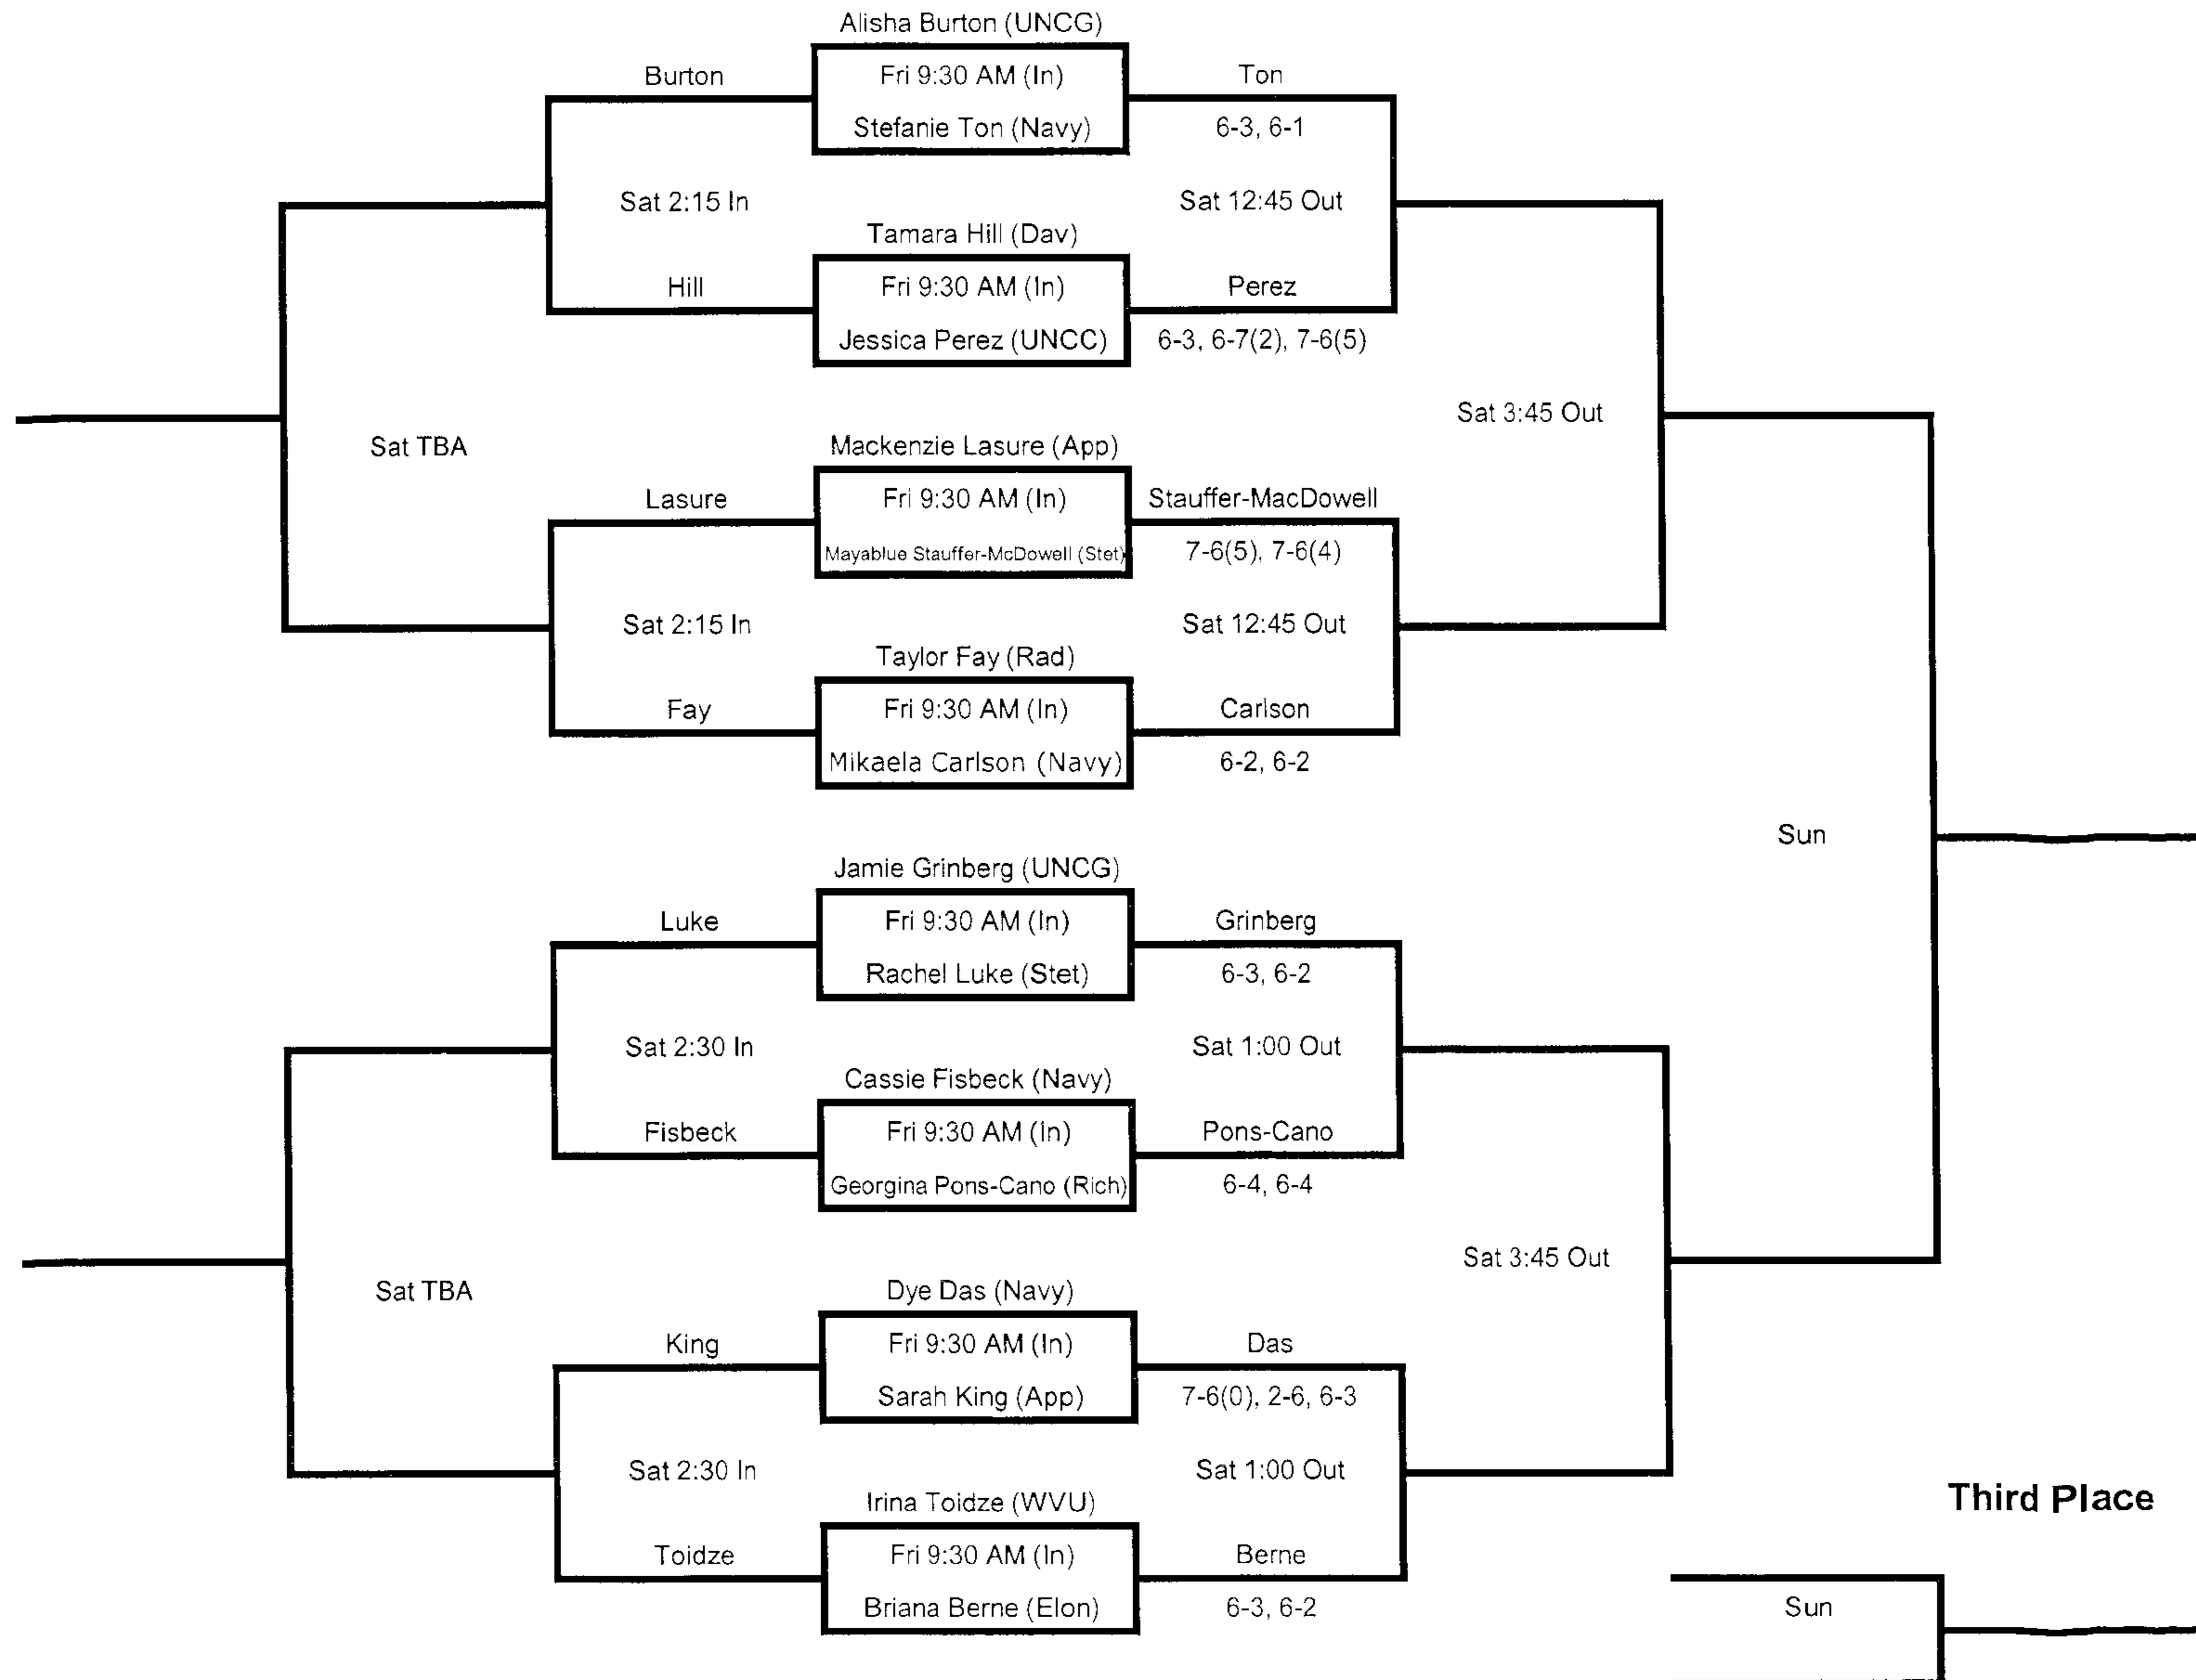 Alisha Burton (UNCG)
Burton
Fri 9:30 AM (In)
Ton
Stefanie Ton (Navy)
6-3, 6-1
Sat 2:15 In
Sat 12:45 Out
Tamara Hill (Dav)
Hill
Fri 9:30 AM (In)
Perez
Jessica Perez (UNCC)
6-3, 6-7(2), 7-6(5)
Sat 3:45 Out
Sat TBA
Mackenzie Lasure (App)
Lasure
Fri 9:30 AM (In)
Stauffer-MacDowell
Mayablue Stauffer-McDowell (Stet)
7-6(5), 7-6(4)
Sat 2:15 In
Sat 12:45 Out
Taylor Fay (Rad)
Fay
Fri 9:30 AM (In)
Carlson
Mikaela Carlson (Navy)
6-2, 6-2
Sun
Jamie Grinberg (UNCG)
Luke
Fri 9:30 AM (In)
Grinberg
Rachel Luke (Stet)
6-3, 6-2
Sat 2:30 In
Sat 1:00 Out
Cassie Fisbeck (Navy)
Fisbeck
Fri 9:30 AM (In)
Pons-Cano
Georgina Pons-Cano (Rich)
6-4, 6-4
Sat 3:45 Out
Sat TBA
Dye Das (Navy)
King
Fri 9:30 AM (In)
Das
Sarah King (App)
7-6(0), 2-6, 6-3
Sat 2:30 In
Sat 1:00 Out
Third Place
Irina Toidze (WVU)
Toidze
Fri 9:30 AM (In)
Berne
Briana Berne (Elon)
6-3, 6-2
Sun